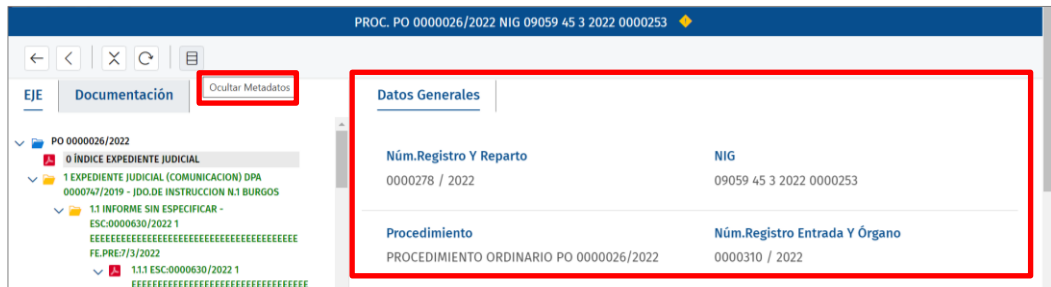 PROC. PO 0000026/2022 NIG 09059 45 3 2022 0000253
Ocultar Metadatos
EJE Documentación
Datos Generales
PO 0000026/2022
0 ÍNDICE EXPEDIENTE JUDICIAL
1 EXPEDIENTE JUDICIAL (COMUNICACION) DPA
0000747/2019 - JDO.DE INSTRUCCION N.1 BURGOS
1.1 INFORME SIN ESPECIFICAR -
ESC:0000630/2022 1
EEEEEEEEEEEEEEEEEEEEEEEEEEEEEEEEEEEEEEEE
FE.PRE:7/3/2022
1.1.1 ESC:0000630/2022 1
EEEEEEEEEEEEEEEEEEEEEEEEEEEEEEEEEE
Núm.Registro Y Reparto
0000278 / 2022
NIG
09059 45 3 2022 0000253
Procedimiento
PROCEDIMIENTO ORDINARIO PO 0000026/2022
Núm.Registro Entrada Y Órgano
0000310 / 2022